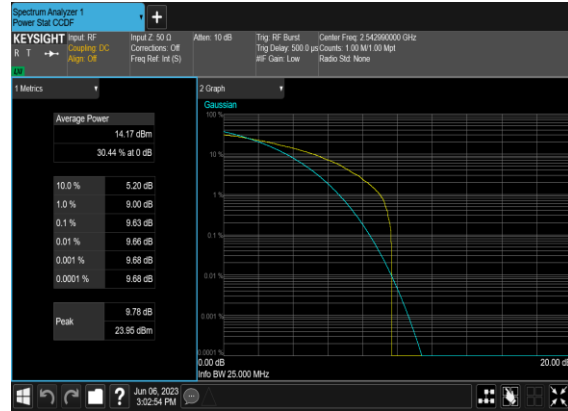 Spectrum Analyzer 1
Power Stat CCDF
+
KEYSIGHT
R T
LM
Input: RF
Coupling: DC
Align: Off
Input Z: 50 Ω
Corrections: Off
Freq Ref: Int (S)
Atten: 10 dB
Trig: RF Burst
Trig Delay: 500.0 µs
#IF Gain: Low
Center Freq: 2.542990000 GHz
Counts: 1.00 M/1.00 Mpt
Radio Std: None
1 Metrics
Average Power
14.17 dBm
30.44 % at 0 dB
10.0 % 5.20 dB
1.0 % 9.00 dB
0.1 % 9.63 dB
0.01 % 9.66 dB
0.001 % 9.68 dB
0.0001 % 9.68 dB
Peak
9.78 dB
23.95 dBm
2 Graph
Gaussian
100 %
10 %
1 %
0.1 %
0.01 %
0.001 %
0.0001 %
0.00 dB 20.00 dB
Info BW 25.000 MHz
?
Jun 06, 2023
3:02:54 PM